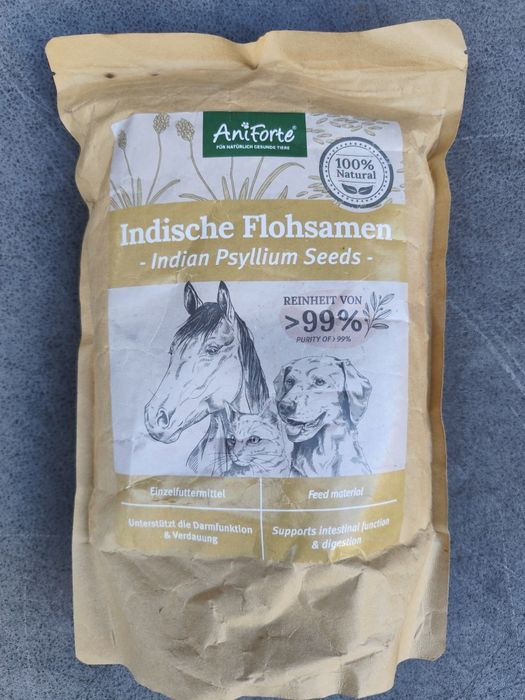 AniForte®
FÜR NATÜRLICH GESUNDE TIERE
100%
Natural
Indische Flohsamen
- Indian Psyllium Seeds -
REINHEIT VON
>99%
PURITY OF >99%
Einzelfuttermittel
Feed material
Unterstützt die Darmfunktion
& Verdauung
Supports intestinal function
& digestion